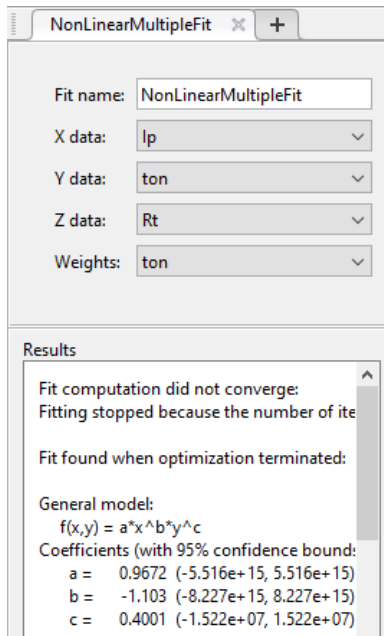 NonLinearMultipleFit
Fit name: NonLinearMultipleFit
X data: Ip
Y data: ton
Z data: Rt
Weights: ton
Results
Fit computation did not converge:
Fitting stopped because the number of ite
Fit found when optimization terminated:
General model:
f(x,y) = a*x^b*y^c
Coefficients (with 95% confidence bounds
a = 0.9672 (-5.516e+15, 5.516e+15)
b = -1.103 (-8.227e+15, 8.227e+15)
c = 0.4001 (-1.522e+07, 1.522e+07)